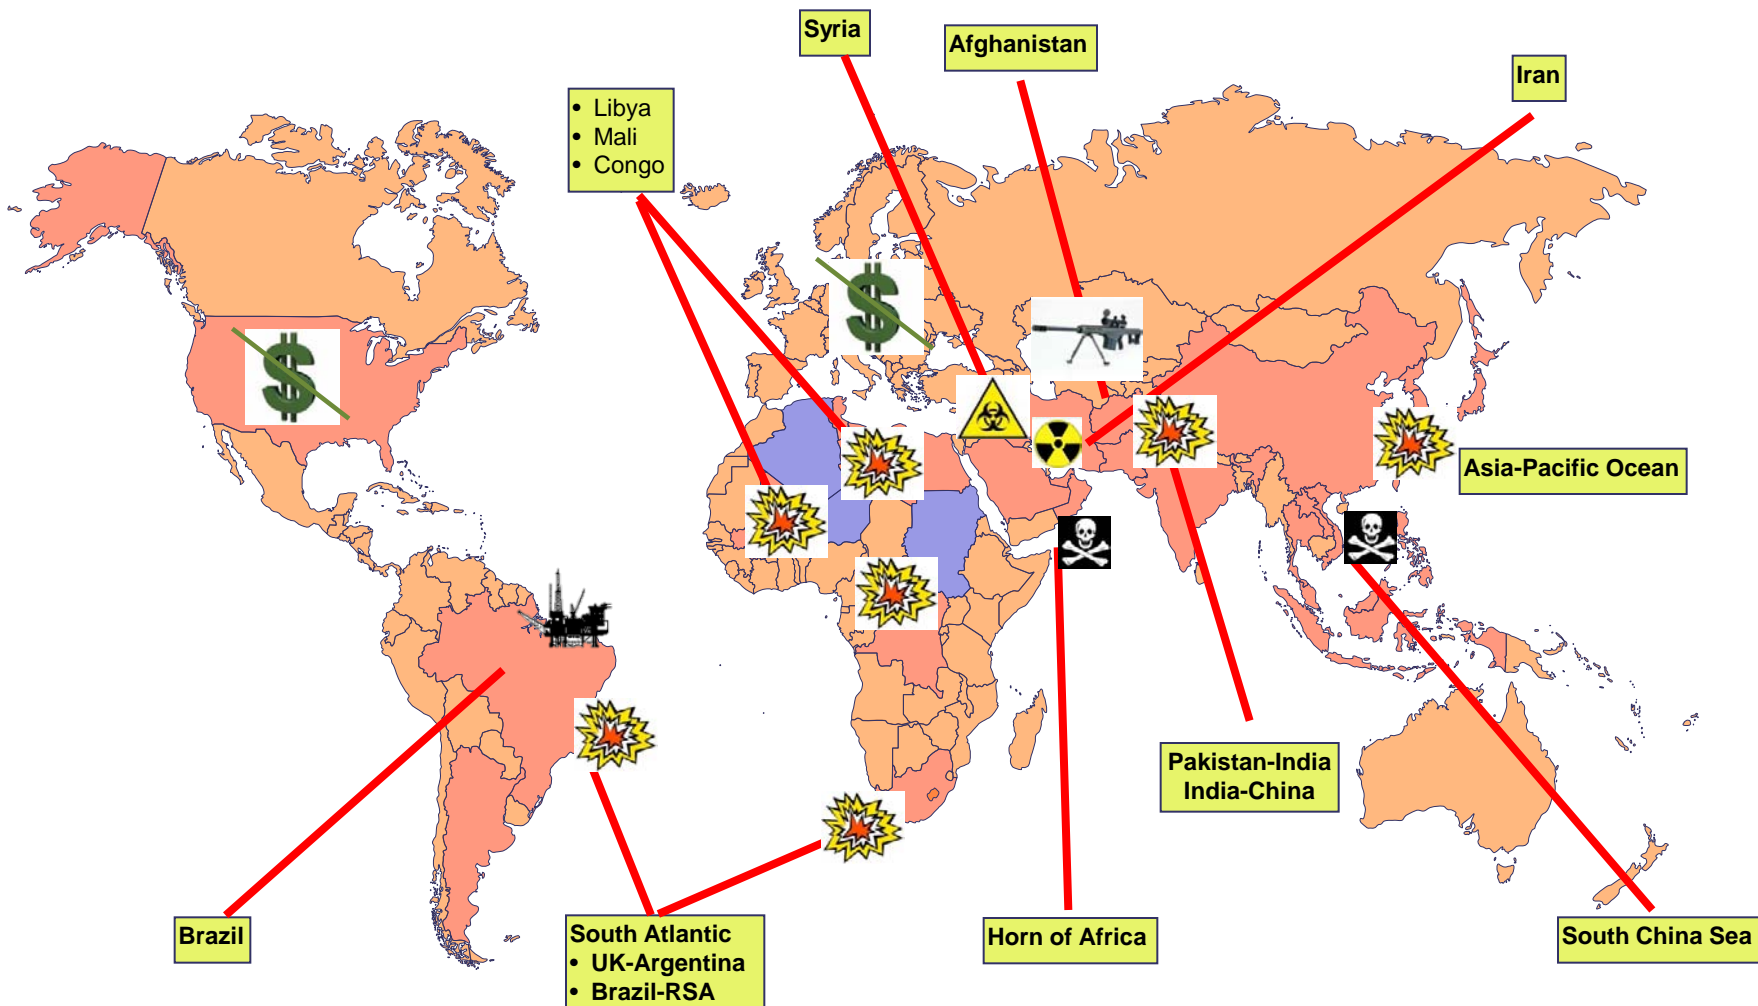 Syria
Afghanistan
Iran
• Libya
• Mali
• Congo
Asia-Pacific Ocean
Pakistan-India
India-China
Brazil
South Atlantic
• UK-Argentina
• Brazil-RSA
Horn of Africa
South China Sea